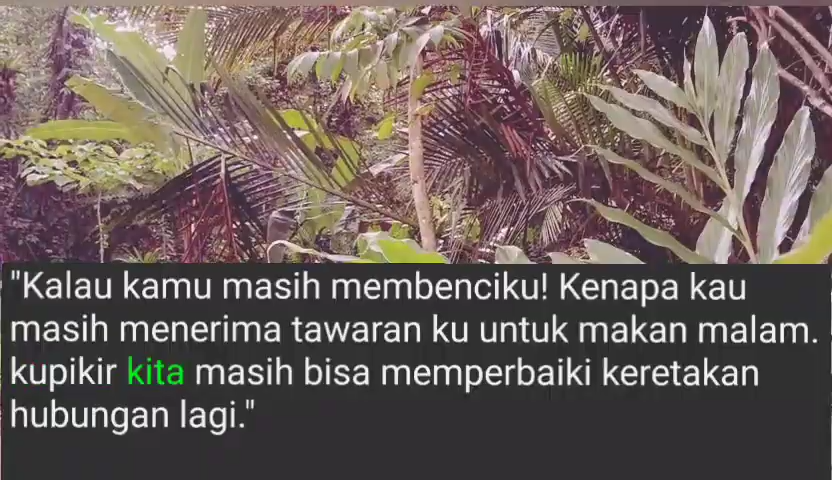 "Kalau kamu masih membenciku! Kenapa kau
masih menerima tawaran ku untuk makan malam.
kupikir kita masih bisa memperbaiki keretakan
hubungan lagi."